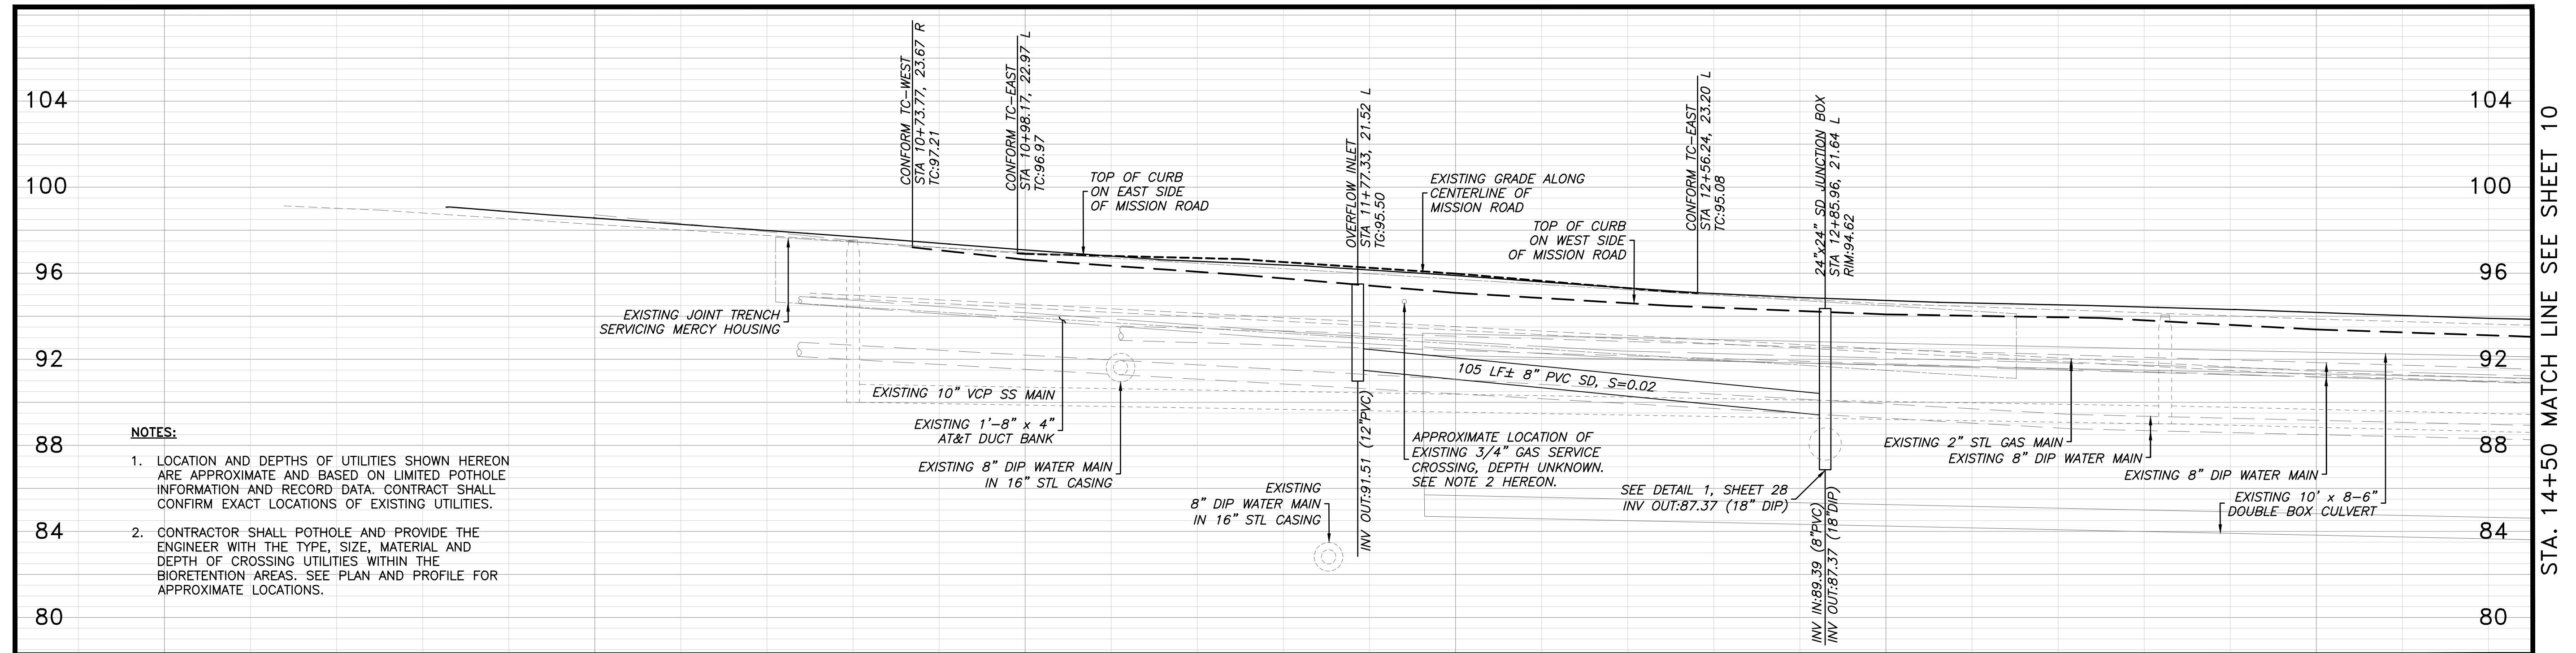 CONFORM TC-WEST
STA 10+73.77, 23.67 R
TC:97.21
CONFORM TC-EAST
STA 10+98.17, 22.97 L
TC:96.97
OVERFLOW INLET
STA 11+77.33, 21.52 L
TG:95.50
CONFORM TC-EAST
STA 12+56.24, 23.20 L
TC:95.08
24"x24" SD JUNCTION BOX
STA 12+85.96, 21.64 L
RIM:94.62
104
100
96
92
88
84
80
104
100
96
92
88
84
80
STA. 14+50 MATCH LINE SEE SHEET 10
TOP OF CURB
ON EAST SIDE
OF MISSION ROAD
EXISTING GRADE ALONG
CENTERLINE OF
MISSION ROAD
TOP OF CURB
ON WEST SIDE
OF MISSION ROAD
EXISTING JOINT TRENCH
SERVICING MERCY HOUSING
105 LF± 8" PVC SD, S=0.02
EXISTING 10" VCP SS MAIN
EXISTING 1'-8" x 4"
AT&T DUCT BANK
EXISTING 8" DIP WATER MAIN
IN 16" STL CASING
EXISTING
8" DIP WATER MAIN
IN 16" STL CASING
INV OUT:91.51 (12"PVC)
APPROXIMATE LOCATION OF
EXISTING 3/4" GAS SERVICE
CROSSING, DEPTH UNKNOWN.
SEE NOTE 2 HEREON.
SEE DETAIL 1, SHEET 28
INV OUT:87.37 (18" DIP)
INV IN:89.39 (8"PVC)
INV OUT:87.37 (18"DIP)
EXISTING 2" STL GAS MAIN
EXISTING 8" DIP WATER MAIN
EXISTING 8" DIP WATER MAIN
EXISTING 10' x 8-6"
DOUBLE BOX CULVERT
NOTES:
1. LOCATION AND DEPTHS OF UTILITIES SHOWN HEREON
ARE APPROXIMATE AND BASED ON LIMITED POTHOLE
INFORMATION AND RECORD DATA. CONTRACT SHALL
CONFIRM EXACT LOCATIONS OF EXISTING UTILITIES.
2. CONTRACTOR SHALL POTHOLE AND PROVIDE THE
ENGINEER WITH THE TYPE, SIZE, MATERIAL AND
DEPTH OF CROSSING UTILITIES WITHIN THE
BIORETENTION AREAS. SEE PLAN AND PROFILE FOR
APPROXIMATE LOCATIONS.